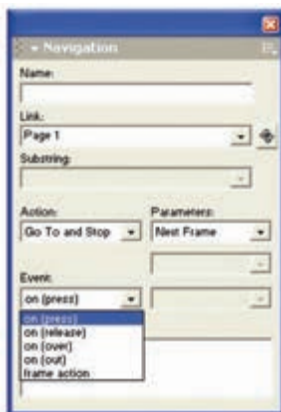 Navigation
Name:
Link:
Page 1
Substring:
Action:
Parameters:
Go To and Stop
Next Frame
Event:
on (press)
on (press)
on (release)
on (over)
on (out)
frame action